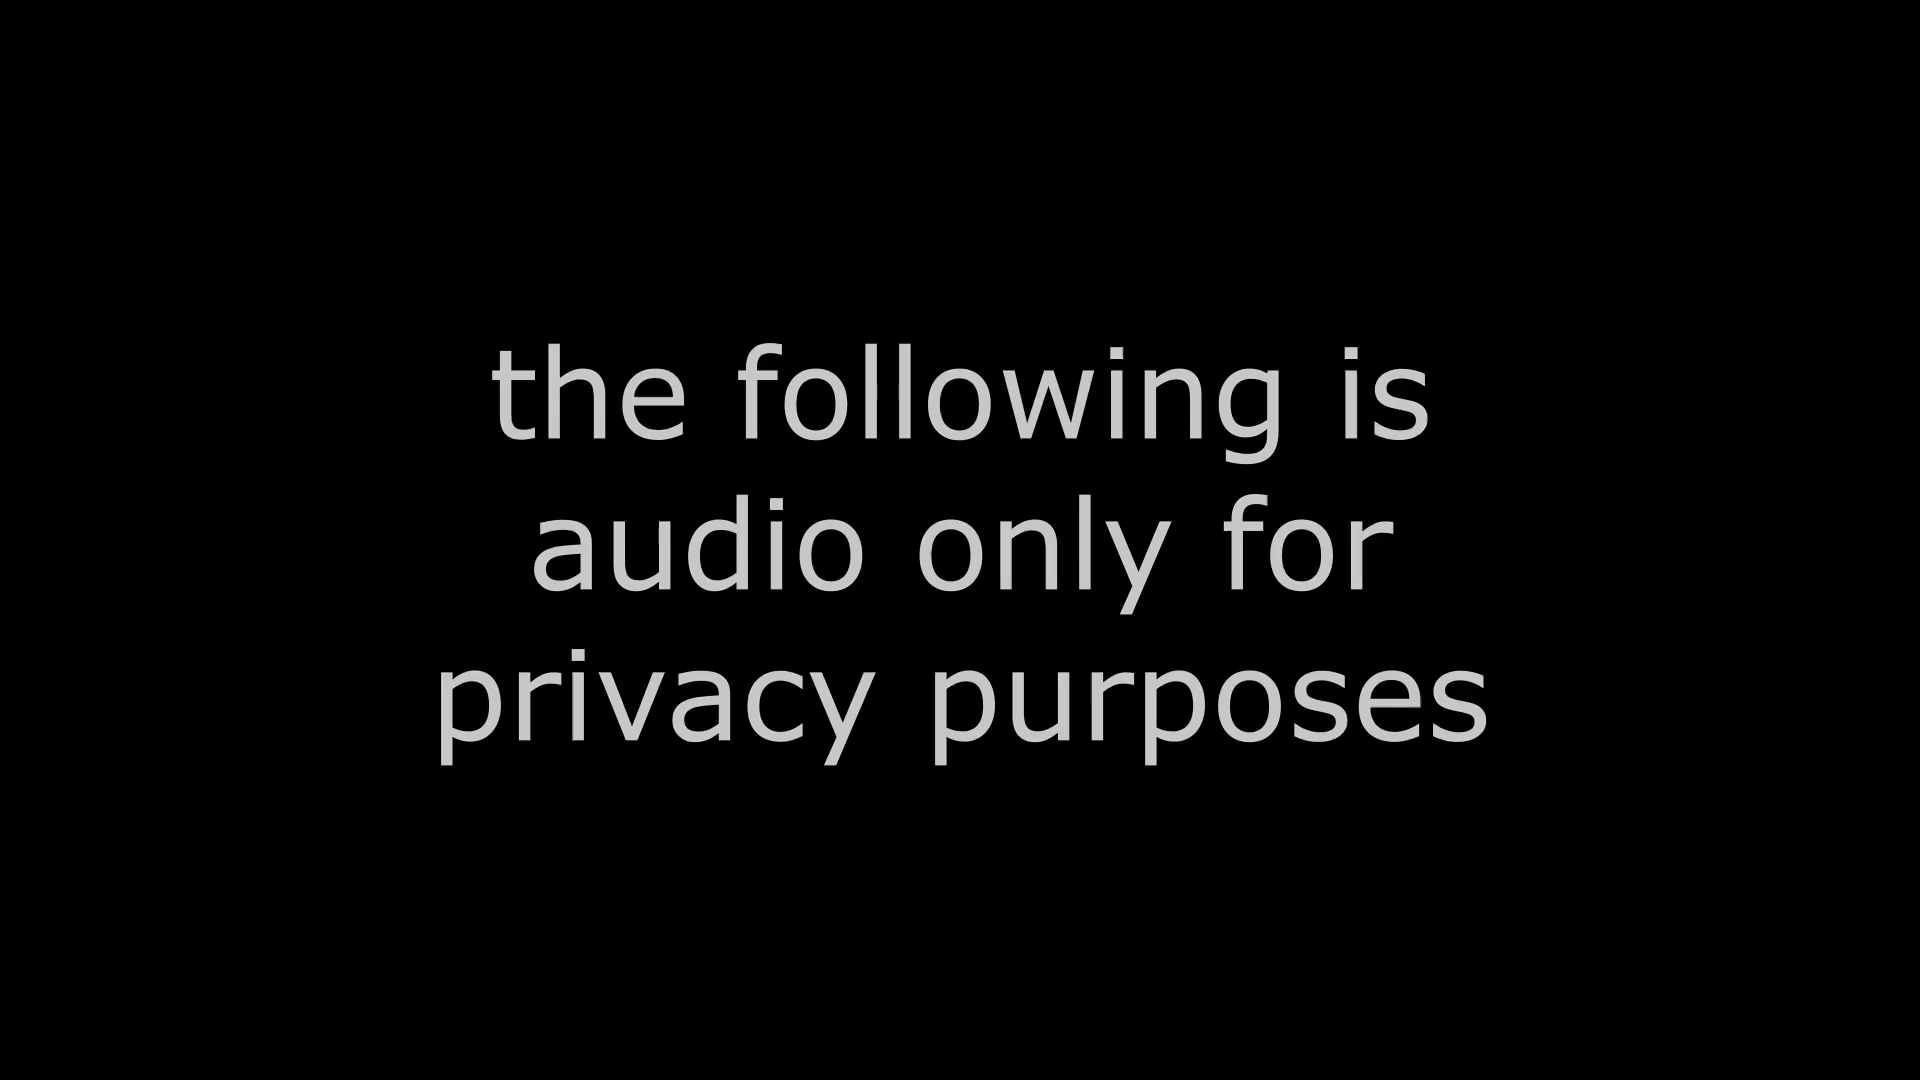 the following is
audio only for
privacy purposes